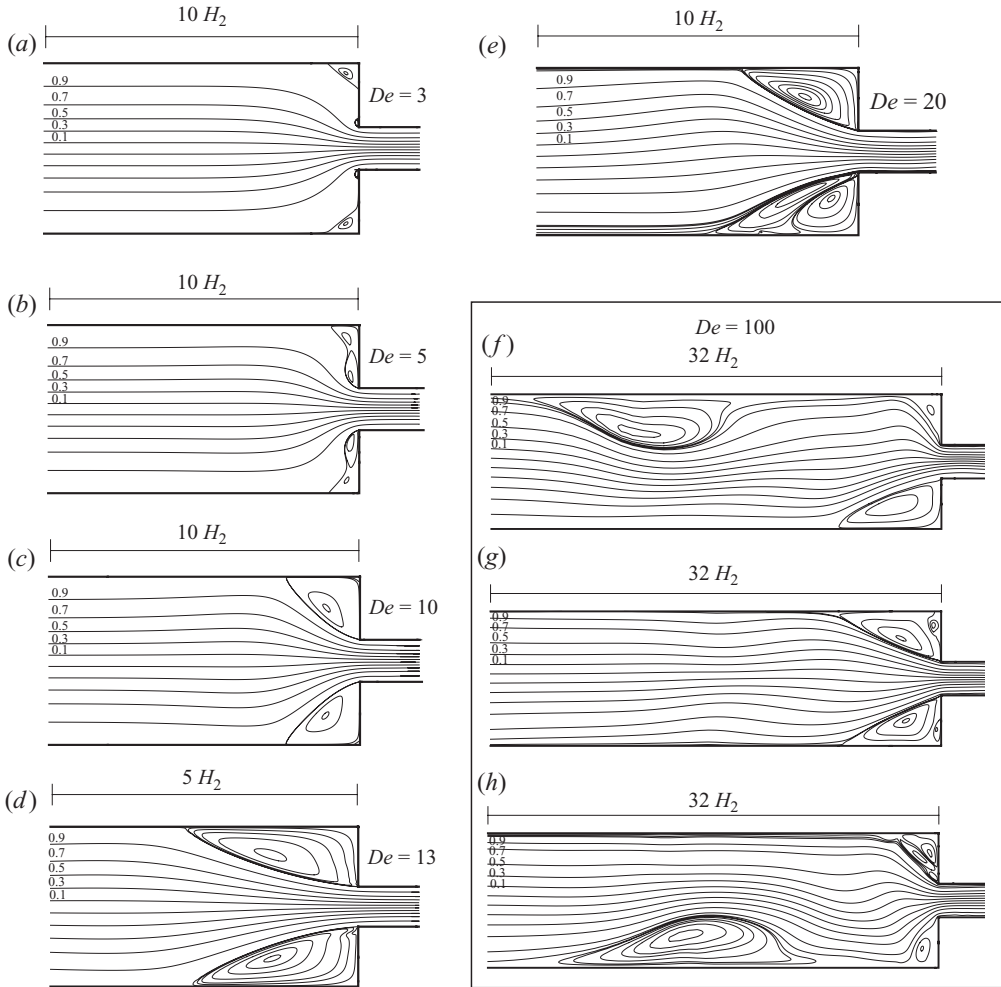 (a)
10 H₂
0.9
0.7
0.5
0.3
0.1
De = 3
(b)
10 H₂
0.9
0.7
0.5
0.3
0.1
De = 5
(c)
10 H₂
0.9
0.7
0.5
0.3
0.1
De = 10
(d)
5 H₂
0.9
0.7
0.5
0.3
0.1
De = 13
(e)
10 H₂
0.9
0.7
0.5
0.3
0.1
De = 20
De = 100
(f)
32 H₂
0.9
0.7
0.5
0.3
0.1
(g)
32 H₂
0.9
0.7
0.5
0.3
0.1
(h)
32 H₂
0.9
0.7
0.5
0.3
0.1